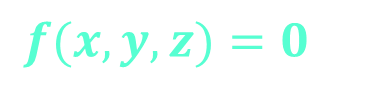 f(x, y, z) = 0